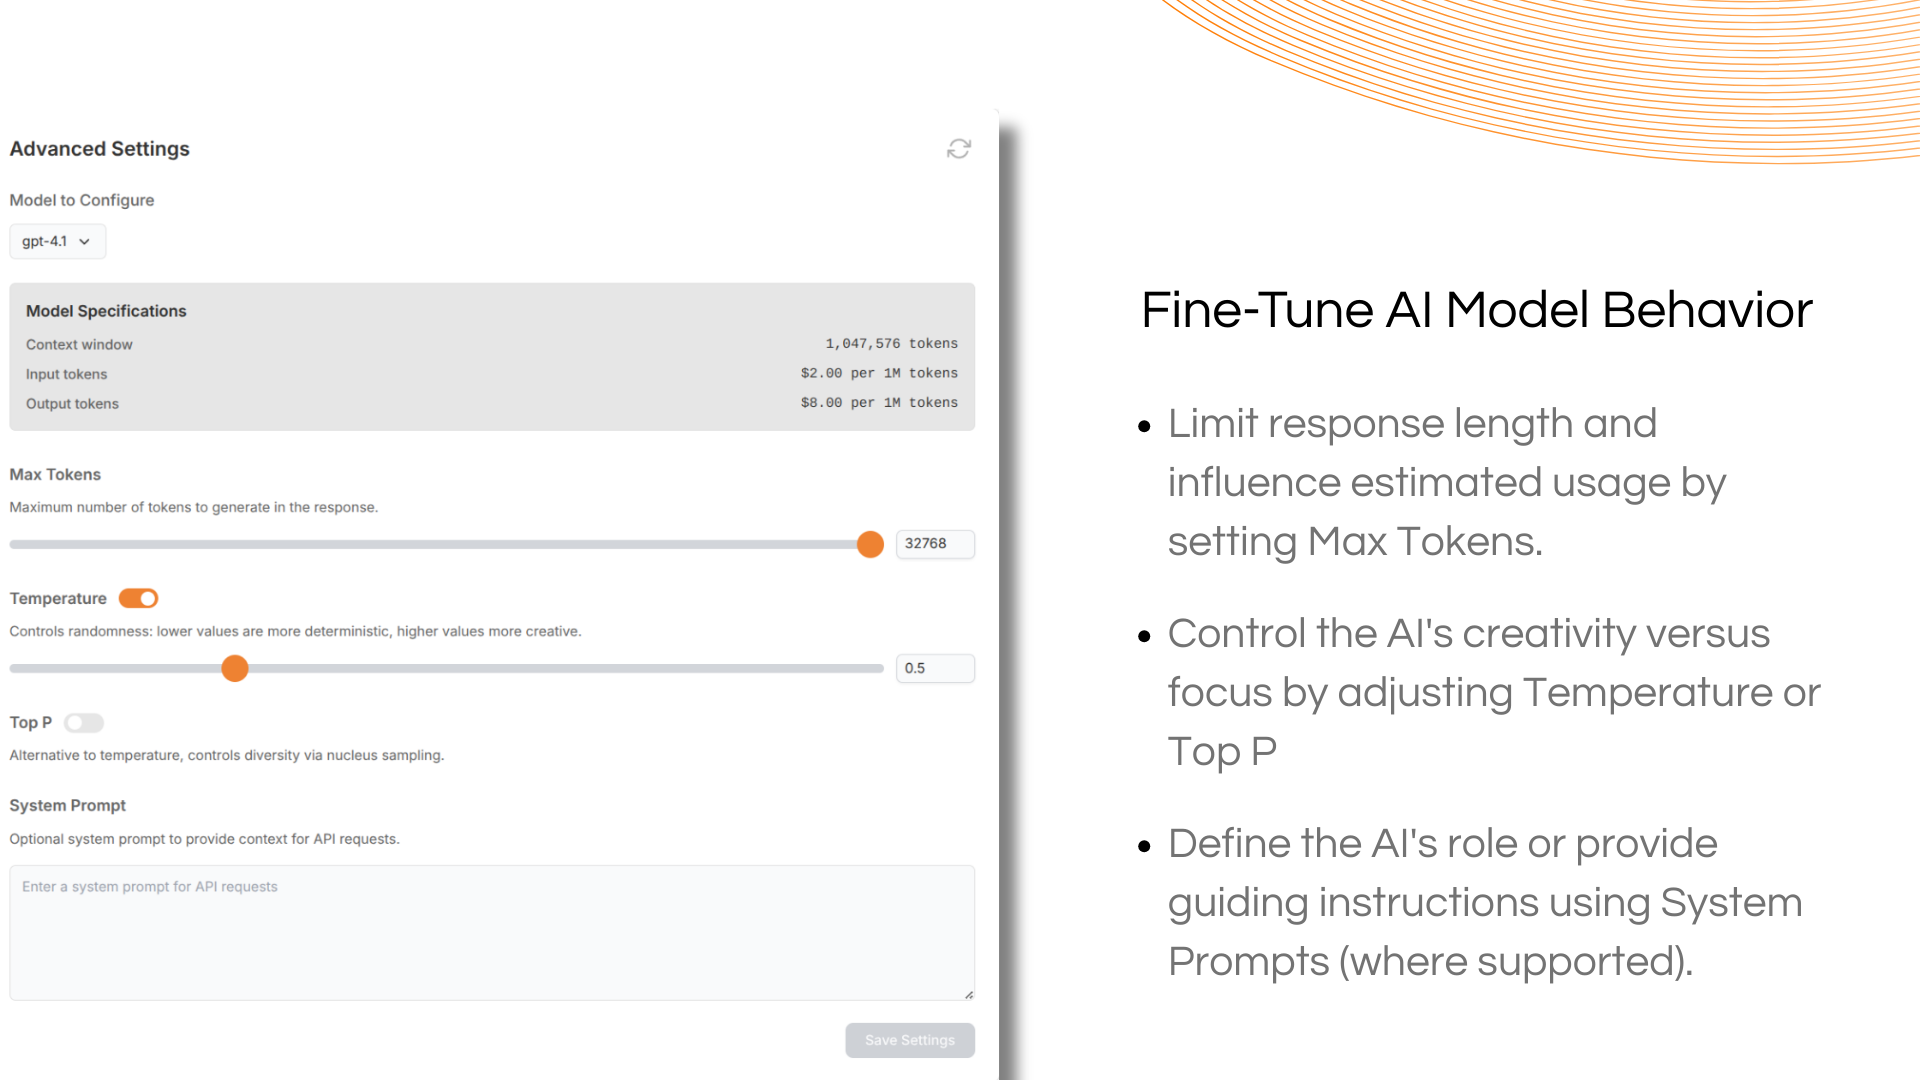 Advanced Settings
Model to Configure
gpt-4.1
Model Specifications
Context window 1,047,576 tokens
Input tokens $2.00 per 1M tokens
Output tokens $8.00 per 1M tokens
Max Tokens
Maximum number of tokens to generate in the response.
32768
Temperature
Controls randomness: lower values are more deterministic, higher values more creative.
0.5
Top P
Alternative to temperature, controls diversity via nucleus sampling.
System Prompt
Optional system prompt to provide context for API requests.
Enter a system prompt for API requests
Save Settings
Fine-Tune AI Model Behavior
• Limit response length and
influence estimated usage by
setting Max Tokens.
• Control the AI's creativity versus
focus by adjusting Temperature or
Top P
• Define the AI's role or provide
guiding instructions using System
Prompts (where supported).